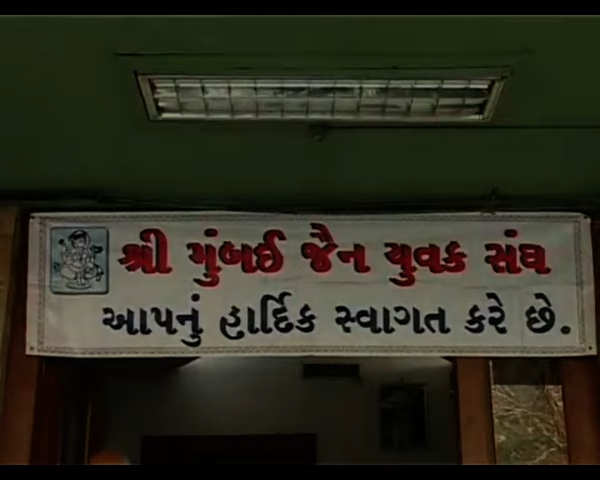 શ્રી મુંબઈ જૈન યુવક સંઘ
આપનું હાર્દિક સ્વાગત કરે છે.